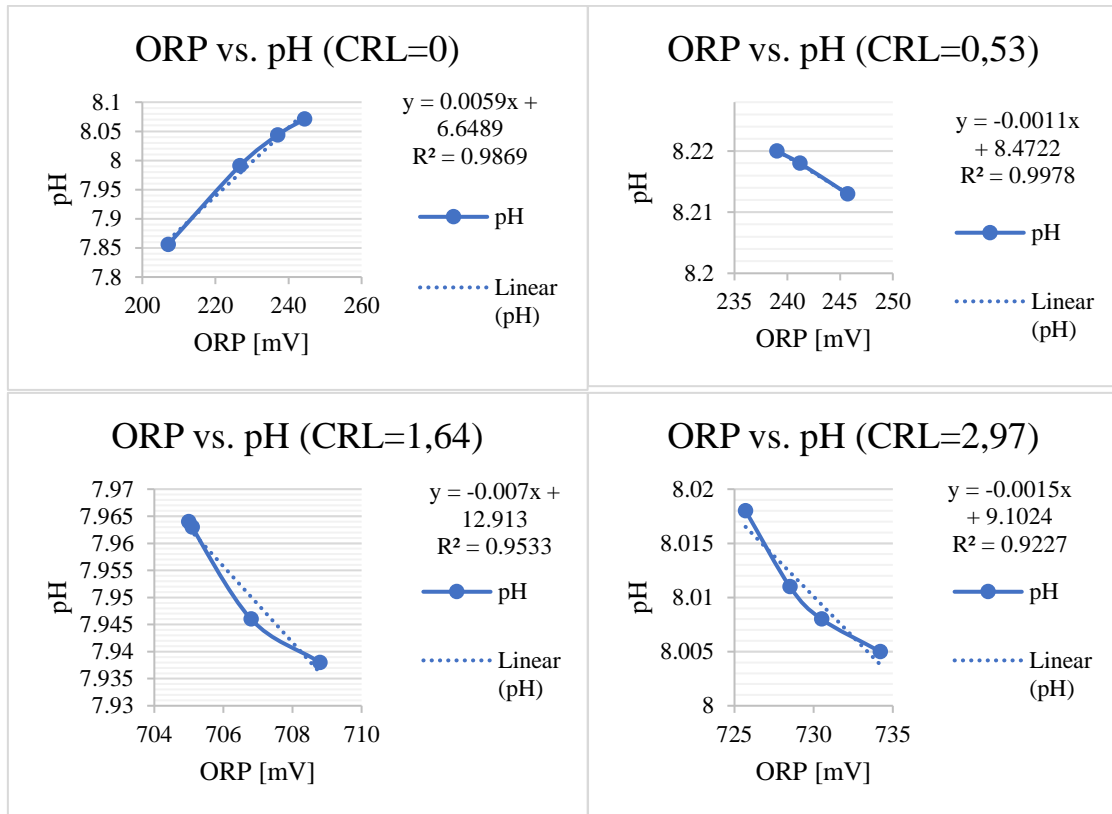 ORP vs. pH (CRL=0)
y = 0.0059x +
6.6489
R² = 0.9869
pH
8.1
8.05
8
7.95
7.9
7.85
7.8
200 220 240 260
ORP [mV]
pH
Linear
(pH)
ORP vs. pH (CRL=0,53)
y = -0.0011x
+ 8.4722
R² = 0.9978
pH
8.22
8.21
8.2
235 240 245 250
ORP [mV]
pH
Linear
(pH)
ORP vs. pH (CRL=1,64)
y = -0.007x +
12.913
R² = 0.9533
pH
7.97
7.965
7.96
7.955
7.95
7.945
7.94
7.935
7.93
704 706 708 710
ORP [mV]
pH
Linear
(pH)
ORP vs. pH (CRL=2,97)
y = -0.0015x
+ 9.1024
R² = 0.9227
pH
8.02
8.015
8.01
8.005
8
725 730 735
ORP [mV]
pH
Linear
(pH)